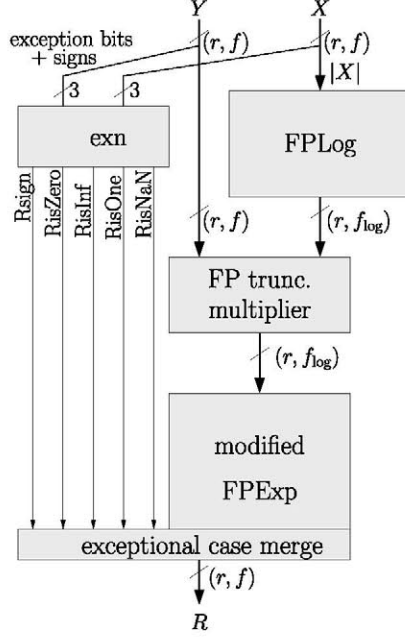 Y X
exception bits
+ signs
(r, f) (r, f)
3 3 |X|
exn
FPLog
Rsign
RisZero
RisInf
RisOne
RisNaN
(r, f) (r, f_log)
FP trunc.
multiplier
(r, f_log)
modified
FPExp
exceptional case merge
(r, f)
R